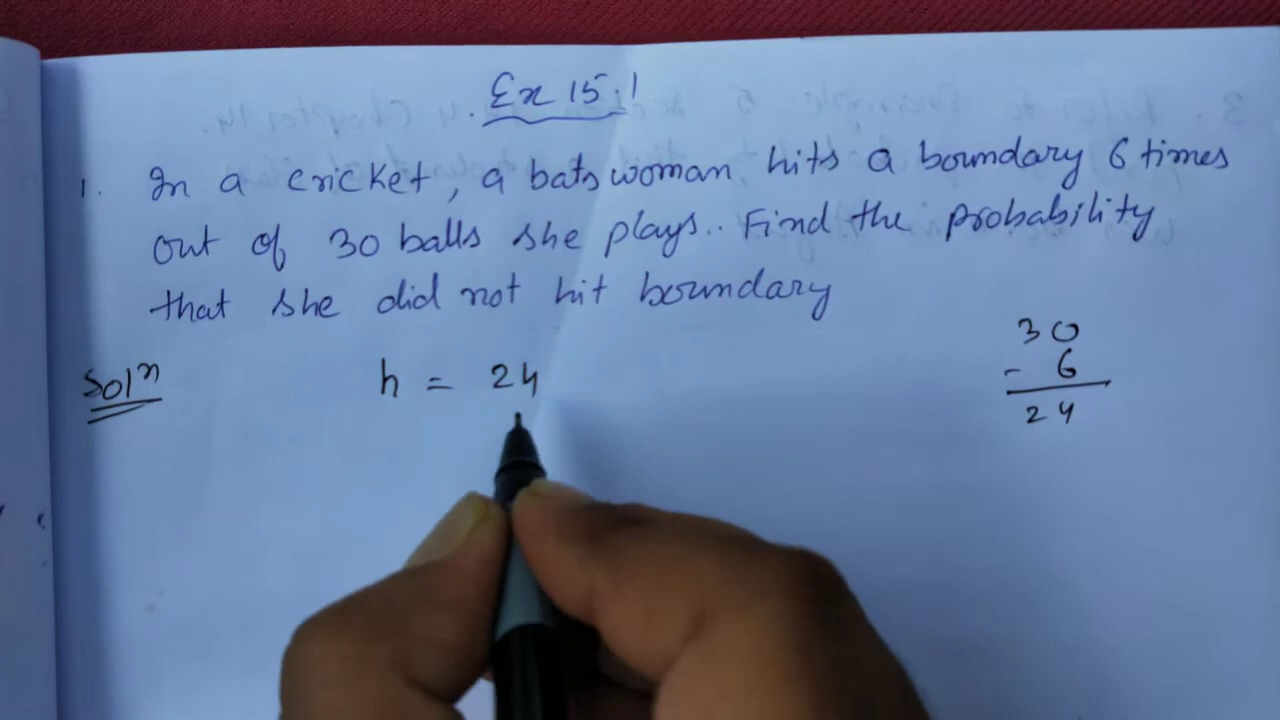 Ex 15.1
1. In a cricket, a batswoman hits a boundary 6 times
out of 30 balls she plays.. Find the probability
that she did not hit boundary
Solⁿ
h = 24
30
- 6
24